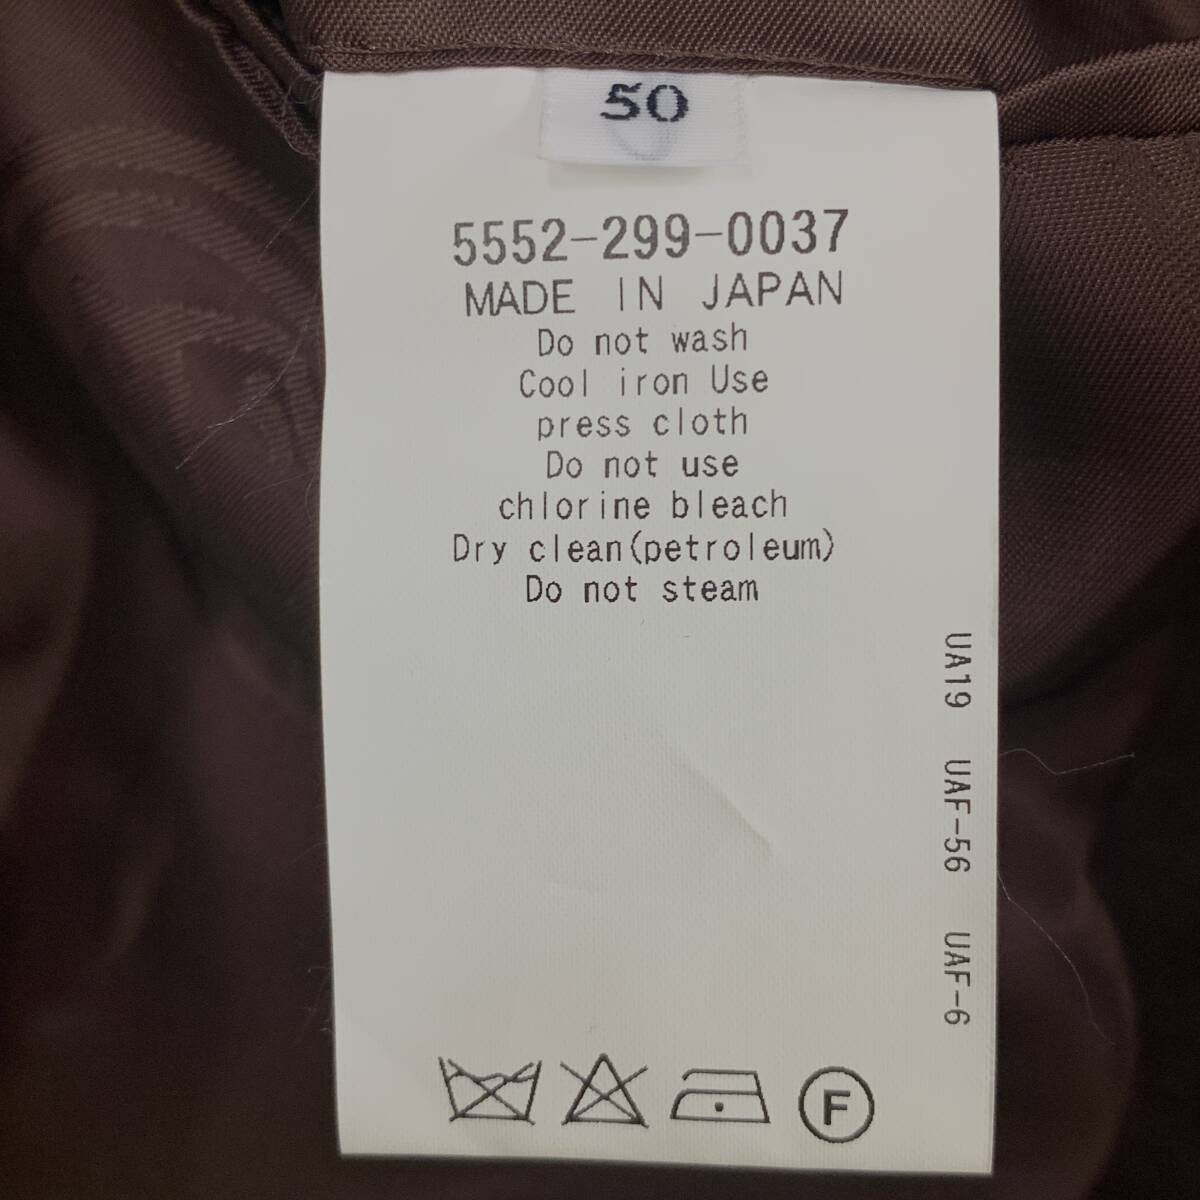 50
5552-299-0037
MADE IN JAPAN
Do not wash
Cool iron Use
press cloth
Do not use
chlorine bleach
Dry clean(petroleum)
Do not steam
UA19 UAF-56 UAF-6
F